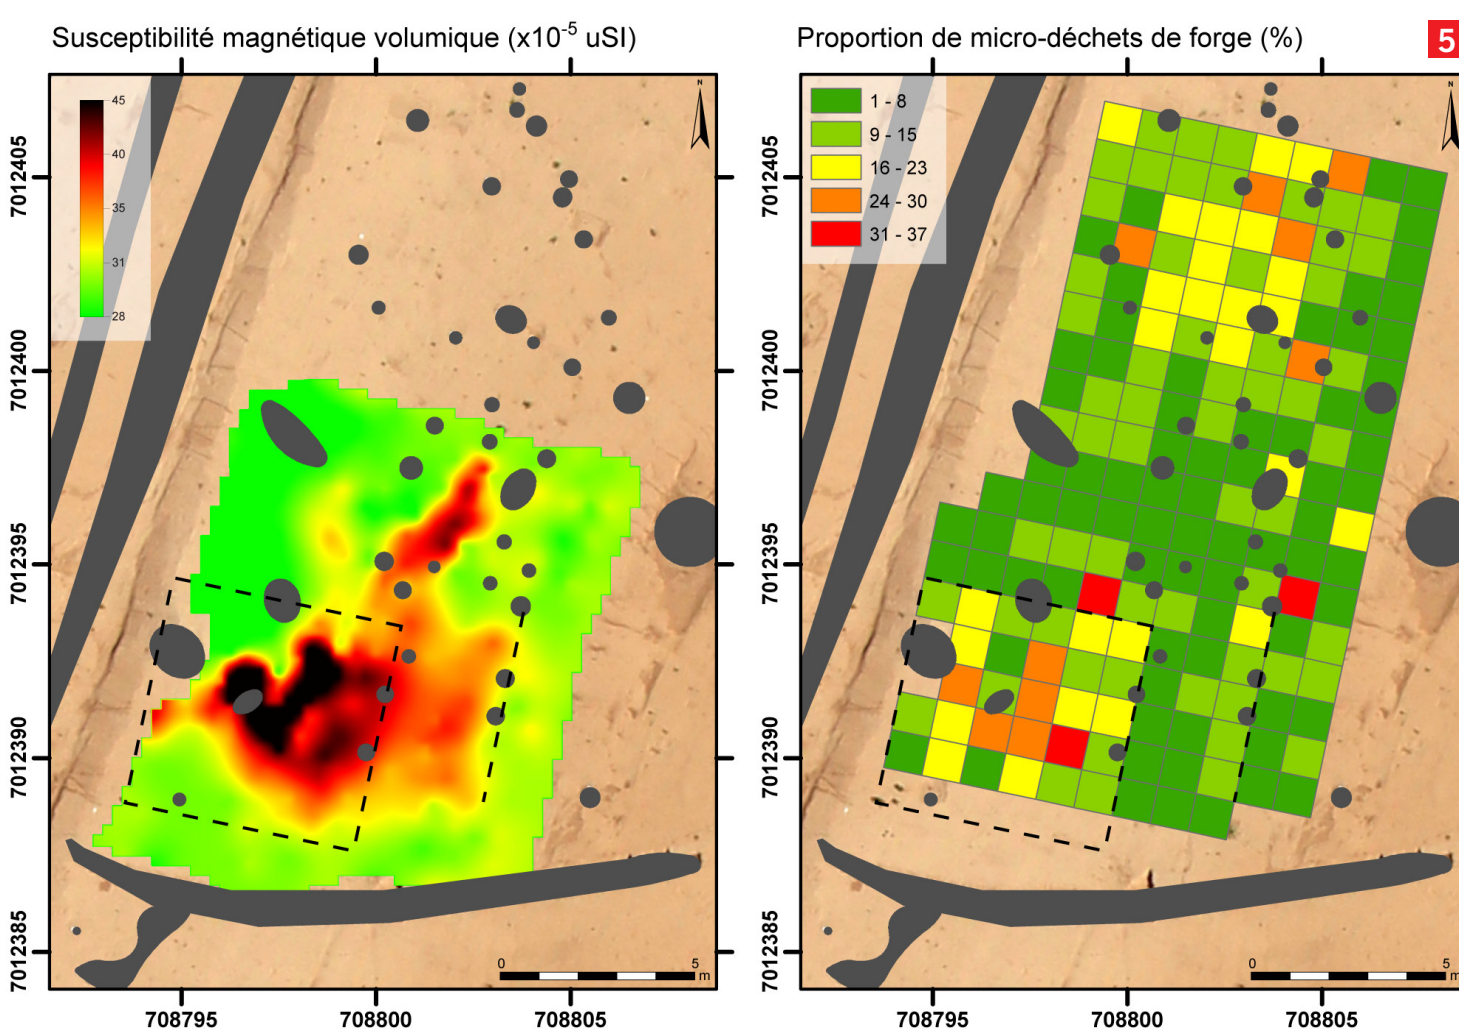 Susceptibilité magnétique volumique (x10⁻⁵ uSI)
Proportion de micro-déchets de forge (%)
5
45
40
35
31
28
N
7012405
7012400
7012395
7012390
7012385
0 5
m
708795 708800 708805
1 - 8
9 - 15
16 - 23
24 - 30
31 - 37
N
7012405
7012400
7012395
7012390
7012385
0 5
m
708795 708800 708805